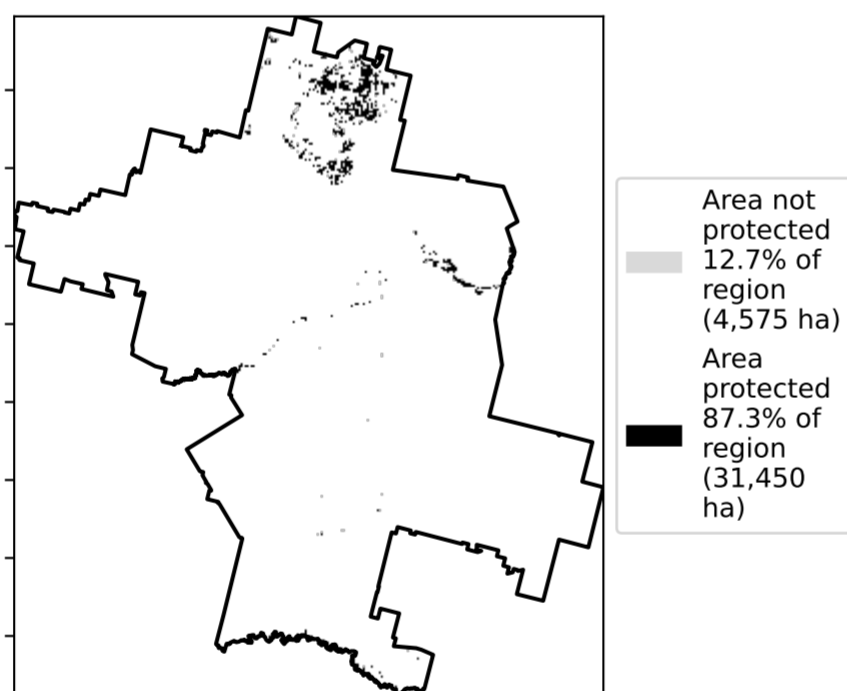 Area not
protected
12.7% of
region
(4,575 ha)
Area
protected
87.3% of
region
(31,450
ha)